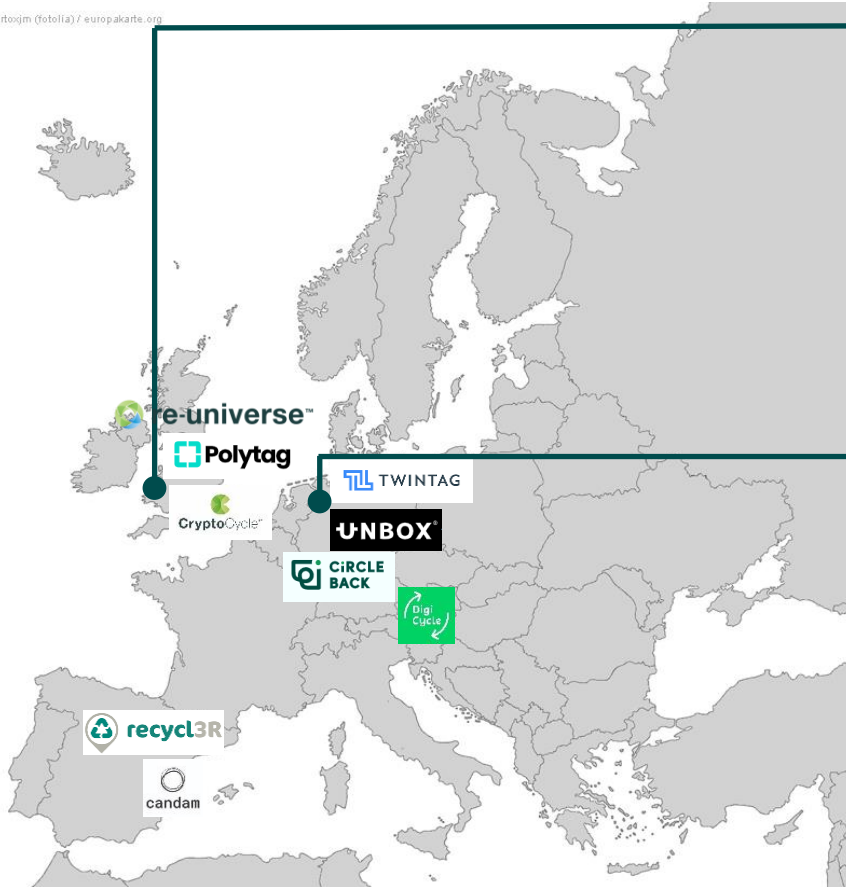 rtoxjm (fotolia) / europakarte.org
re-universe™
Polytag
TWINTAG
CryptoCycle™
UNBOX®
CiRCLE
BACK
Digi
Cycle
recycl3R
candam